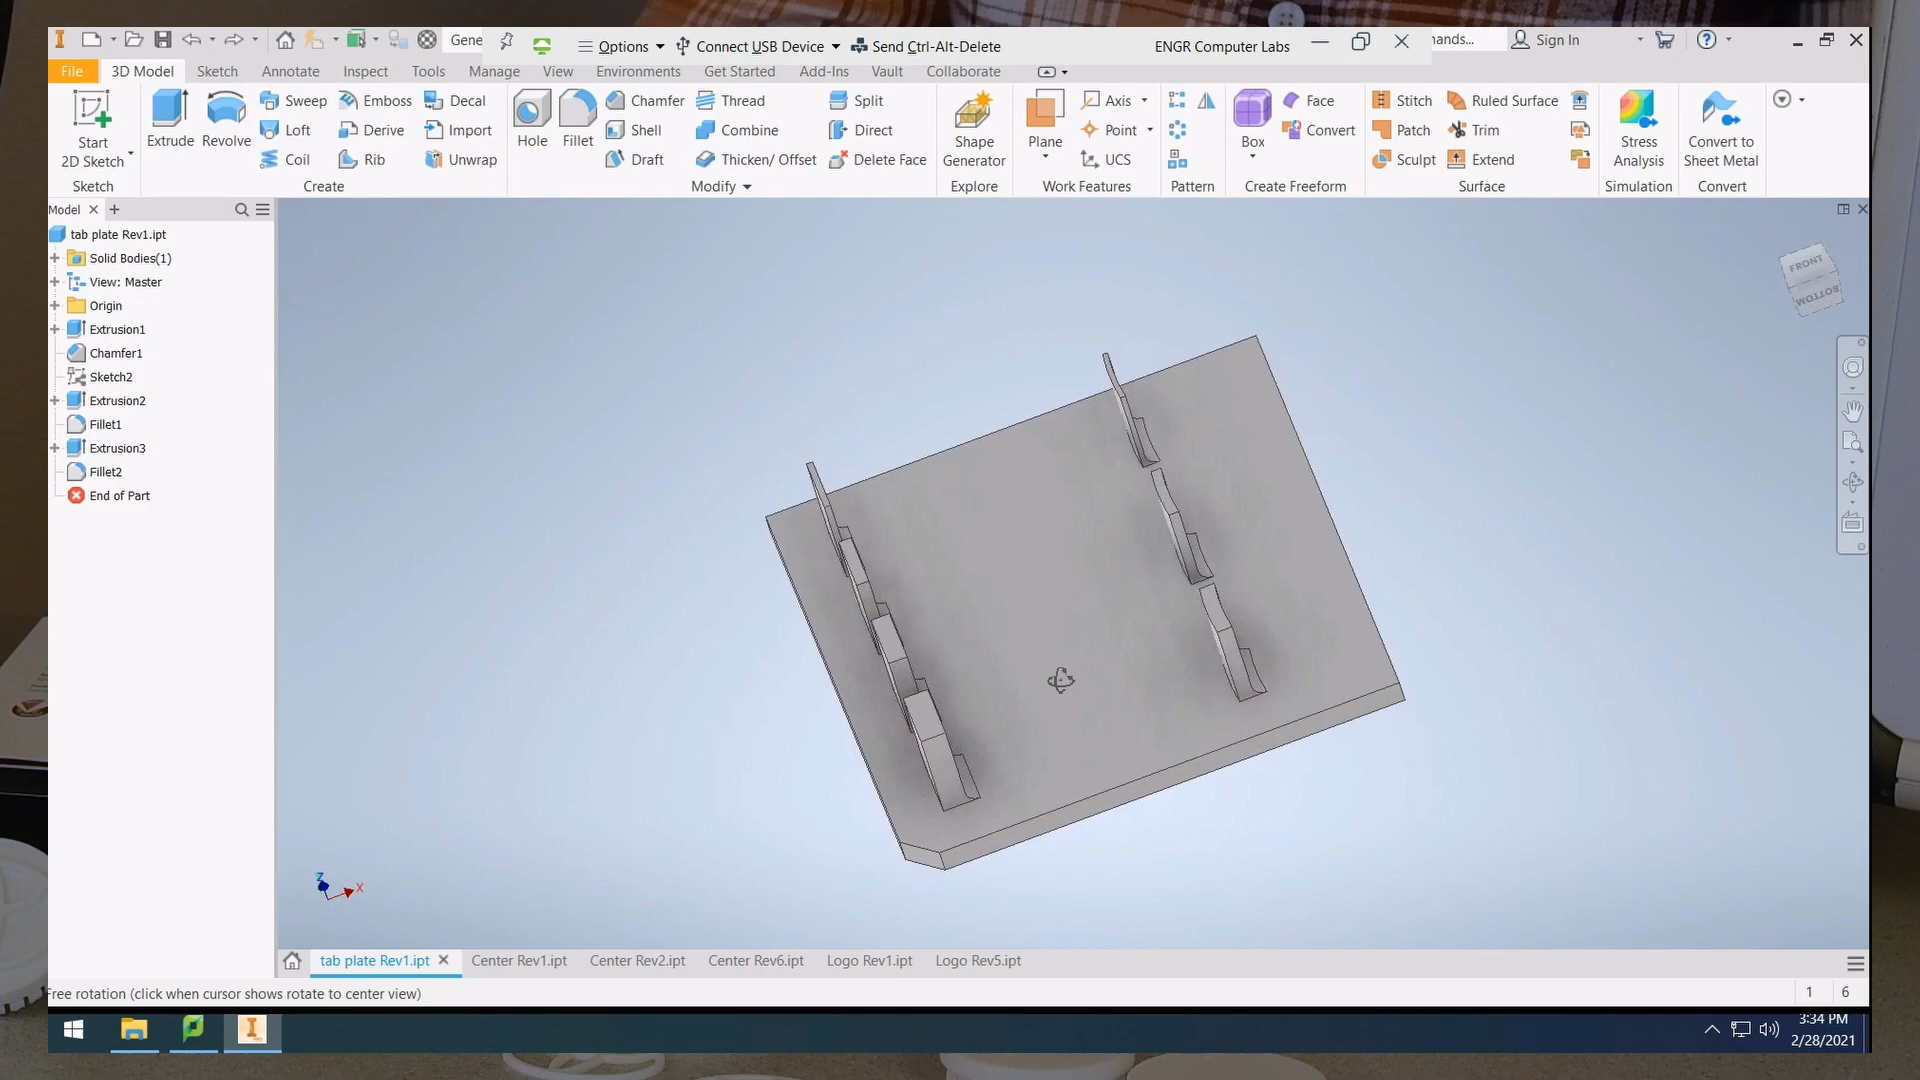 Gene
Options
Connect USB Device
Send Ctrl-Alt-Delete
ENGR Computer Labs
nands...
Sign In
File
3D Model
Sketch
Annotate
Inspect
Tools
Manage
View
Environments
Get Started
Add-Ins
Vault
Collaborate
Start
2D Sketch
Extrude
Revolve
Sweep
Loft
Coil
Emboss
Derive
Rib
Decal
Import
Unwrap
Hole
Fillet
Chamfer
Shell
Draft
Thread
Combine
Thicken/ Offset
Split
Direct
Delete Face
Shape
Generator
Plane
Axis
Point
UCS
Box
Face
Convert
Stitch
Patch
Sculpt
Ruled Surface
Trim
Extend
Stress
Analysis
Convert to
Sheet Metal
Sketch
Create
Modify
Explore
Work Features
Pattern
Create Freeform
Surface
Simulation
Convert
Model
tab plate Rev1.ipt
Solid Bodies(1)
View: Master
Origin
Extrusion1
Chamfer1
Sketch2
Extrusion2
Fillet1
Extrusion3
Fillet2
End of Part
FRONT
BOTTOM
Z
X
tab plate Rev1.ipt
Center Rev1.ipt
Center Rev2.ipt
Center Rev6.ipt
Logo Rev1.ipt
Logo Rev5.ipt
Free rotation (click when cursor shows rotate to center view)
1
6
3:34 PM
2/28/2021